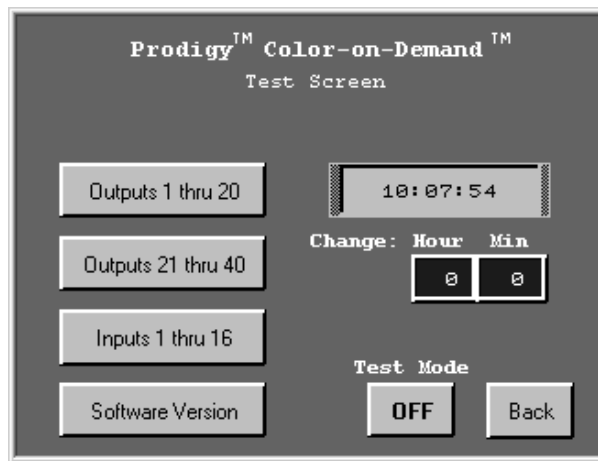 Prodigy™ Color-on-Demand™
Test Screen
Outputs 1 thru 20
10:07:54
Change: Hour Min
Outputs 21 thru 40
0 0
Inputs 1 thru 16
Test Mode
Software Version
OFF
Back